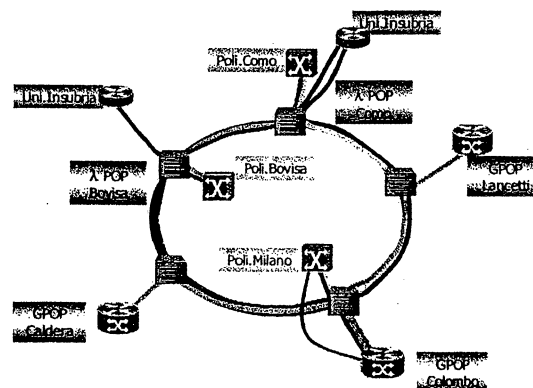 Uni.Insubria
Poli.Como
Uni.Insubria
λ POP
Como
GPOP
Lancetti
λ POP
Bovisa
Poli.Bovisa
Poli.Milano
GPOP
Caldera
GPOP
Colombo